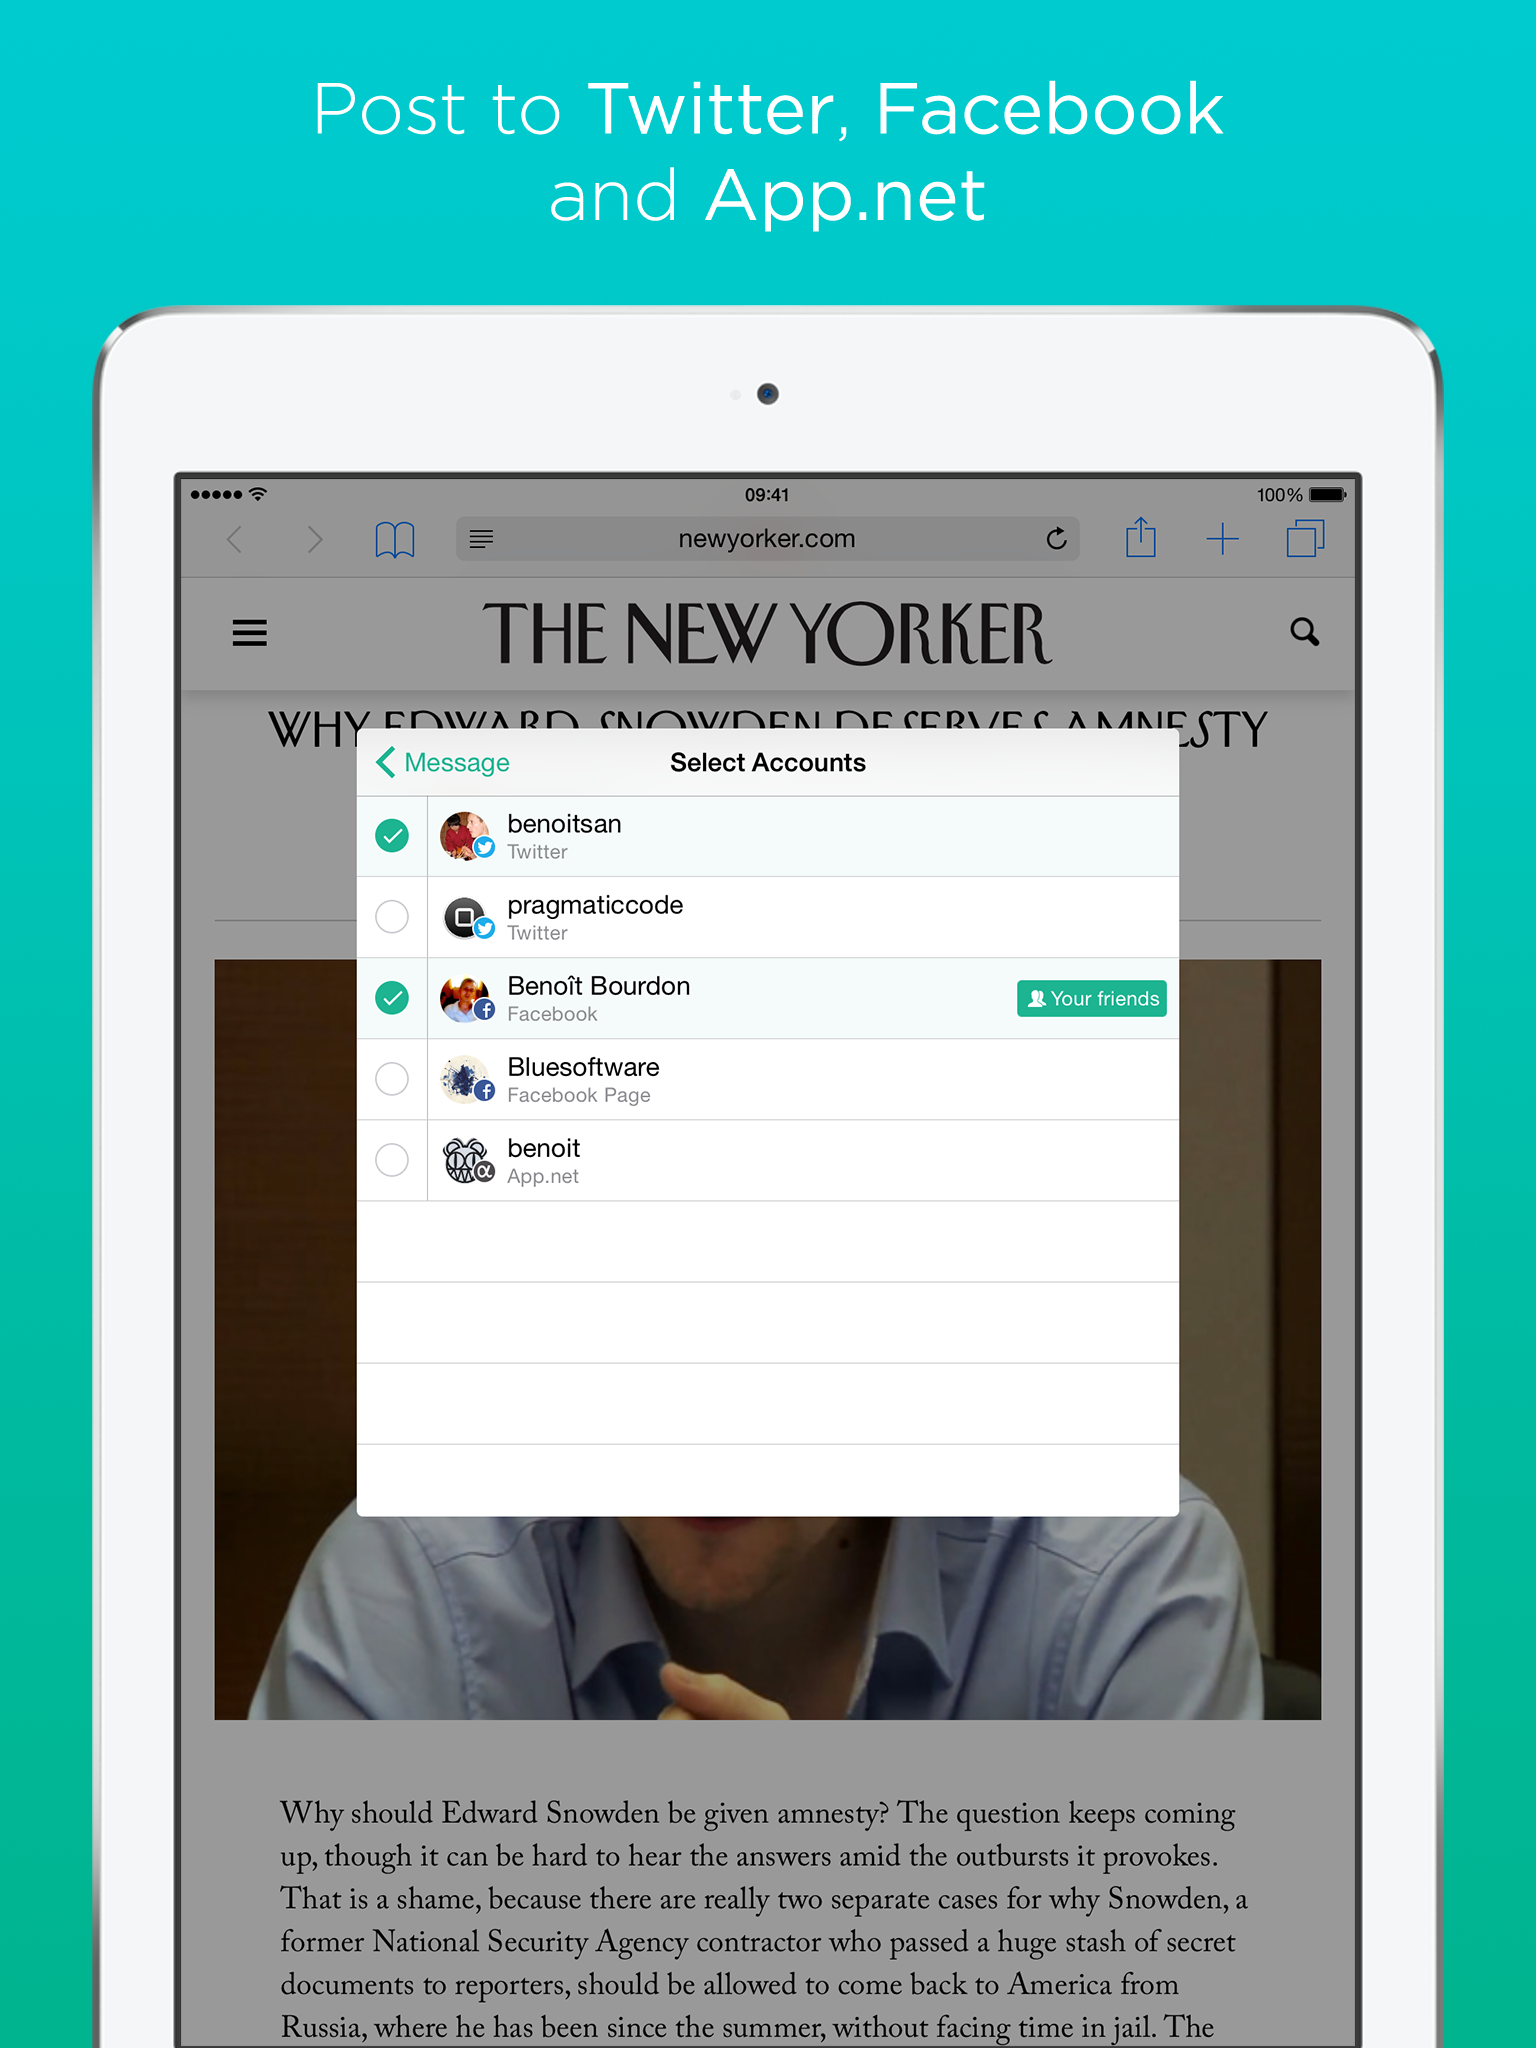 Post to Twitter, Facebook
and App.net
09:41
100%
newyorker.com
THE NEW YORKER
WHY EDWARD SNOWDEN DESERVES AMNESTY
Message
Select Accounts
benoitsan
Twitter
pragmaticcode
Twitter
Benoît Bourdon
Facebook
Your friends
Bluesoftware
Facebook Page
benoit
App.net
Why should Edward Snowden be given amnesty? The question keeps coming
up, though it can be hard to hear the answers amid the outbursts it provokes.
That is a shame, because there are really two separate cases for why Snowden, a
former National Security Agency contractor who passed a huge stash of secret
documents to reporters, should be allowed to come back to America from
Russia, where he has been since the summer, without facing time in jail. The